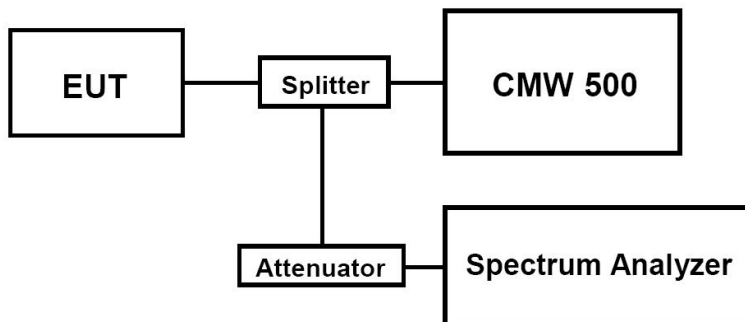 EUT
Splitter
CMW 500
Attenuator
Spectrum Analyzer